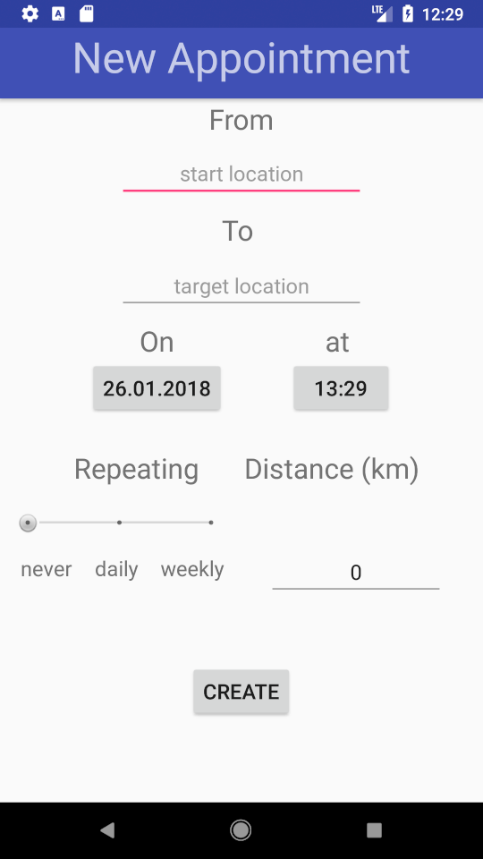 LTE 12:29
New Appointment
From
start location
To
target location
On at
26.01.2018 13:29
Repeating Distance (km)
never daily weekly 0
CREATE